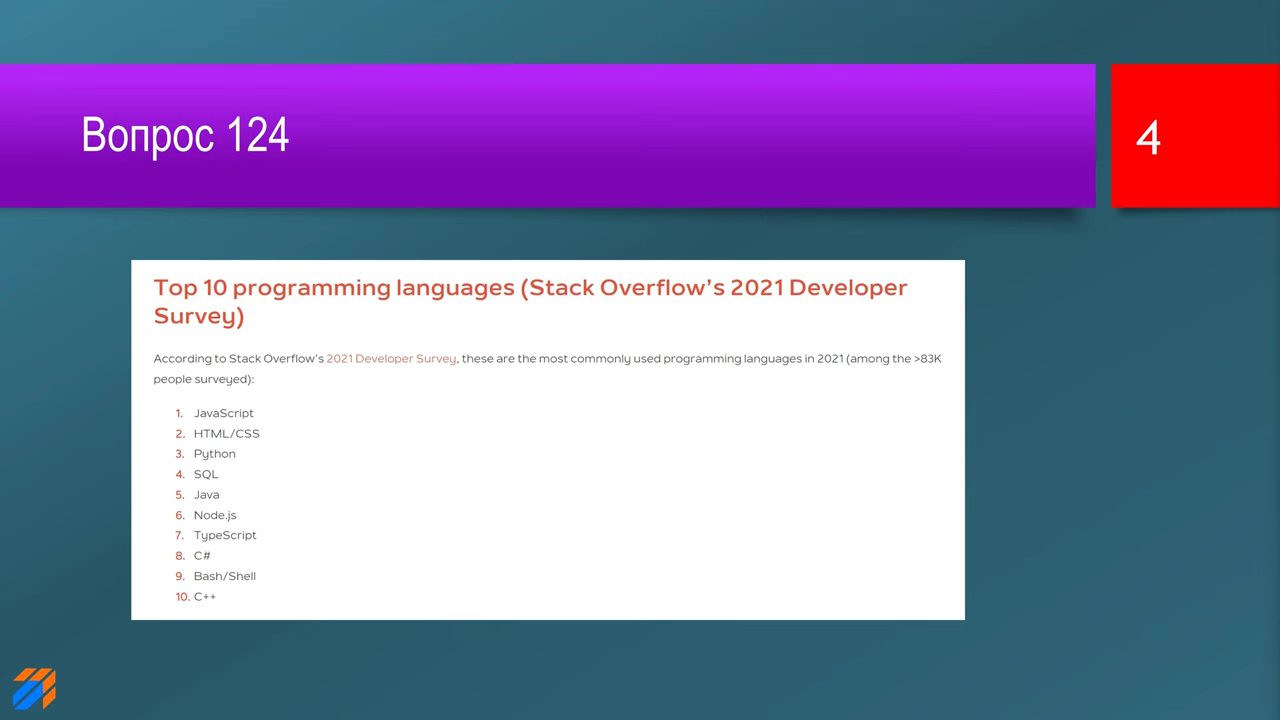 Вопрос 124
4
Top 10 programming languages (Stack Overflow's 2021 Developer
Survey)
According to Stack Overflow's 2021 Developer Survey, these are the most commonly used programming languages in 2021 (among the >83K
people surveyed):
1. JavaScript
2. HTML/CSS
3. Python
4. SQL
5. Java
6. Node.js
7. TypeScript
8. C#
9. Bash/Shell
10. C++